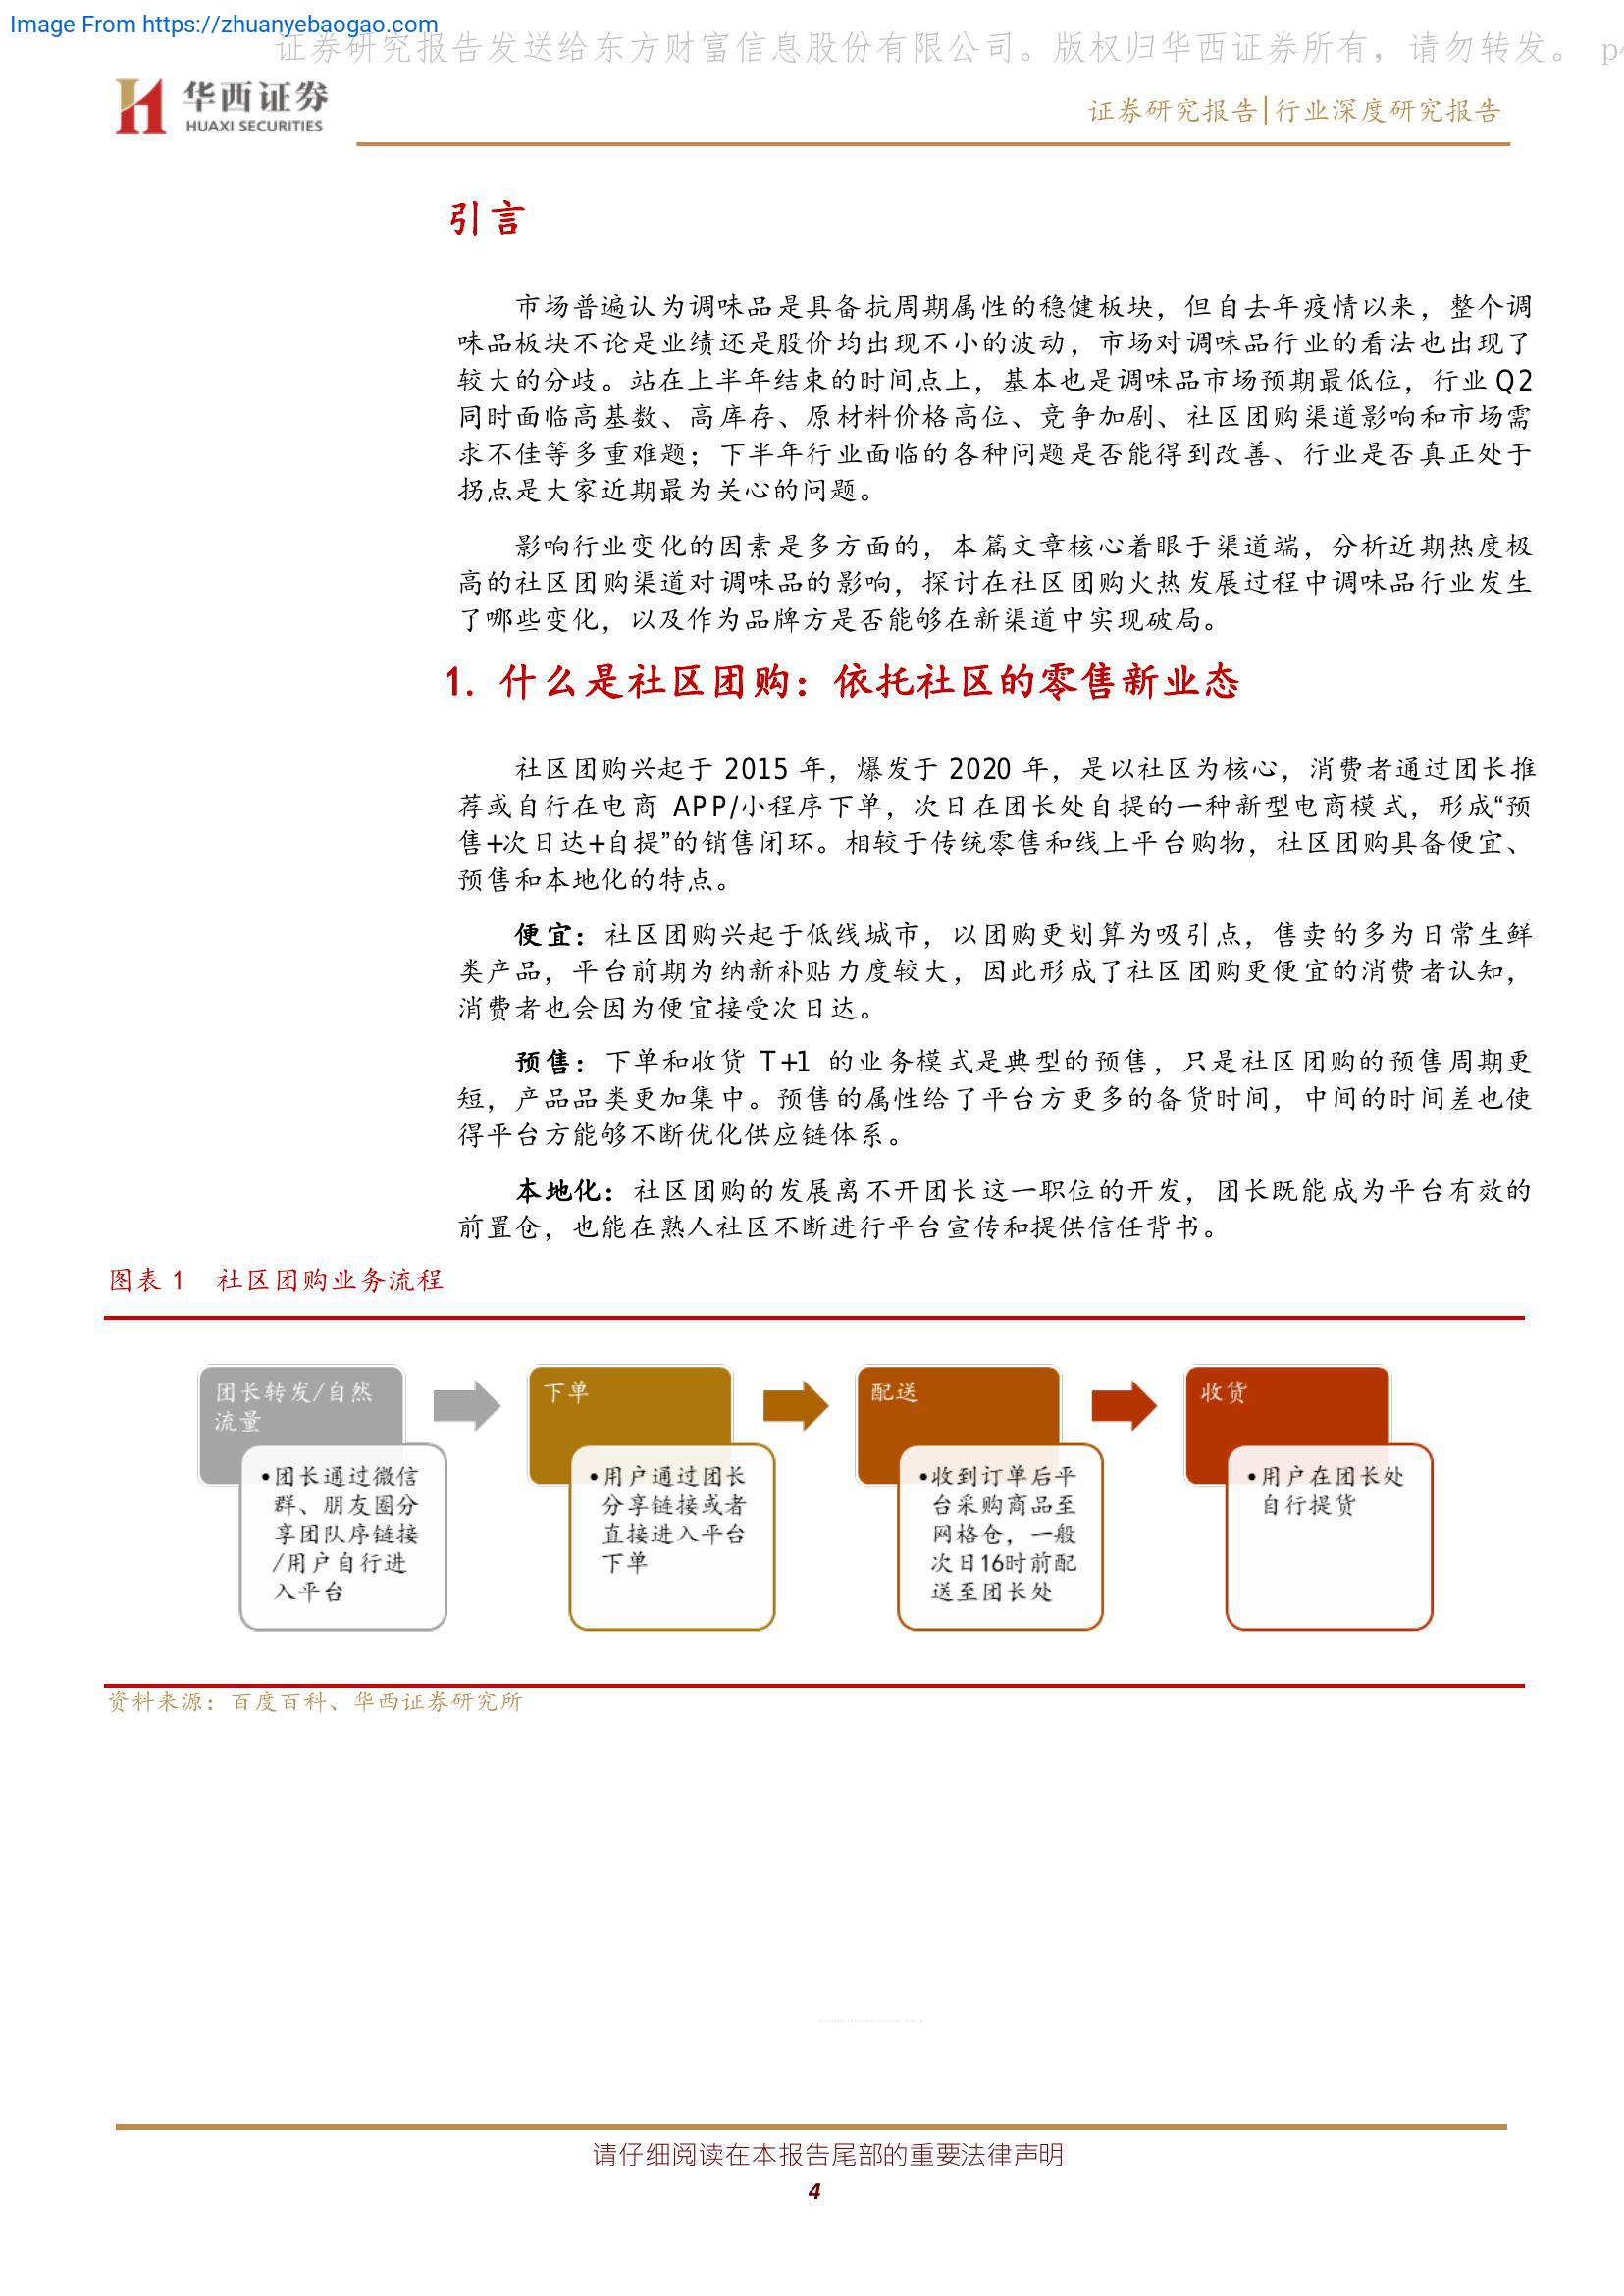 Image From https://zhuanyebaogao.com
证券研究报告发送给东方财富信息股份有限公司。版权归华西证券所有，请勿转发。 p4
华西证券
HUAXI SECURITIES
证券研究报告|行业深度研究报告
引言
市场普遍认为调味品是具备抗周期属性的稳健板块，但自去年疫情以来，整个调
味品板块不论是业绩还是股价均出现不小的波动，市场对调味品行业的看法也出现了
较大的分歧。站在上半年结束的时间点上，基本也是调味品市场预期最低位，行业 Q2
同时面临高基数、高库存、原材料价格高位、竞争加剧、社区团购渠道影响和市场需
求不佳等多重难题；下半年行业面临的各种问题是否能得到改善、行业是否真正处于
拐点是大家近期最为关心的问题。
影响行业变化的因素是多方面的，本篇文章核心着眼于渠道端，分析近期热度极
高的社区团购渠道对调味品的影响，探讨在社区团购火热发展过程中调味品行业发生
了哪些变化，以及作为品牌方是否能够在新渠道中实现破局。
1. 什么是社区团购：依托社区的零售新业态
社区团购兴起于 2015 年，爆发于 2020 年，是以社区为核心，消费者通过团长推
荐或自行在电商 APP/小程序下单，次日在团长处自提的一种新型电商模式，形成“预
售+次日达+自提”的销售闭环。相较于传统零售和线上平台购物，社区团购具备便宜、
预售和本地化的特点。
便宜：社区团购兴起于低线城市，以团购更划算为吸引点，售卖的多为日常生鲜
类产品，平台前期为纳新补贴力度较大，因此形成了社区团购更便宜的消费者认知，
消费者也会因为便宜接受次日达。
预售：下单和收货 T+1 的业务模式是典型的预售，只是社区团购的预售周期更
短，产品品类更加集中。预售的属性给了平台方更多的备货时间，中间的时间差也使
得平台方能够不断优化供应链体系。
本地化：社区团购的发展离不开团长这一职位的开发，团长既能成为平台有效的
前置仓，也能在熟人社区不断进行平台宣传和提供信任背书。
图表 1 社区团购业务流程
团长转发/自然
流量
•团长通过微信
群、朋友圈分
享团队序链接
/用户自行进
入平台
下单
•用户通过团长
分享链接或者
直接进入平台
下单
配送
•收到订单后平
台采购商品至
网格仓，一般
次日16时前配
送至团长处
收货
•用户在团长处
自行提货
资料来源：百度百科、华西证券研究所
请仔细阅读在本报告尾部的重要法律声明
4